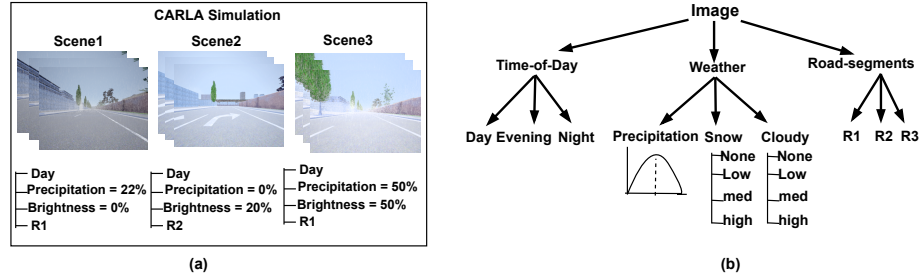 CARLA Simulation
Scene1 Scene2 Scene3
Day
Precipitation = 22%
Brightness = 0%
R1
Day
Precipitation = 0%
Brightness = 20%
R2
Day
Precipitation = 50%
Brightness = 50%
R1
(a)
Image
Time-of-Day Weather Road-segments
Day Evening Night
Precipitation Snow Cloudy
R1 R2 R3
None
Low
med
high
None
Low
med
high
(b)